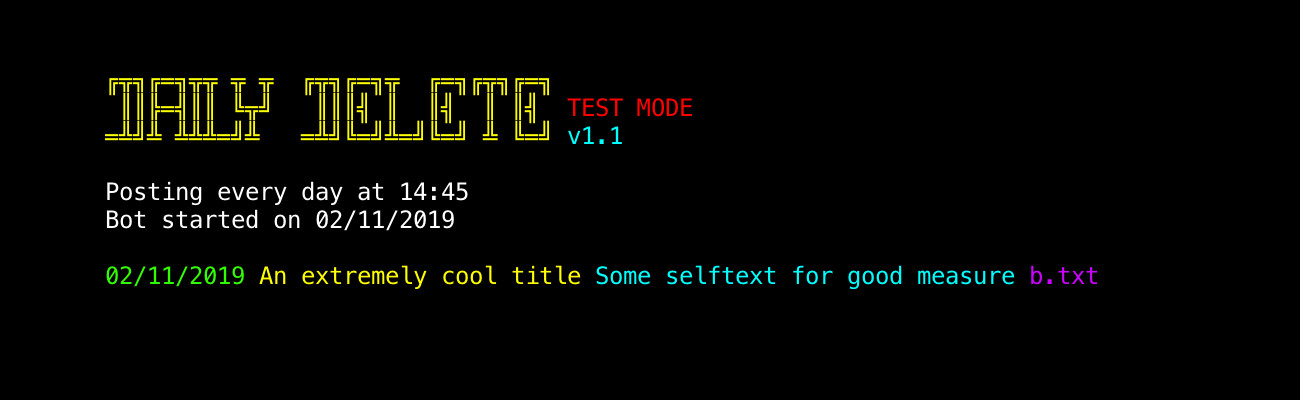 DAILY DELETE
TEST MODE
v1.1
Posting every day at 14:45
Bot started on 02/11/2019
02/11/2019 An extremely cool title Some selftext for good measure b.txt